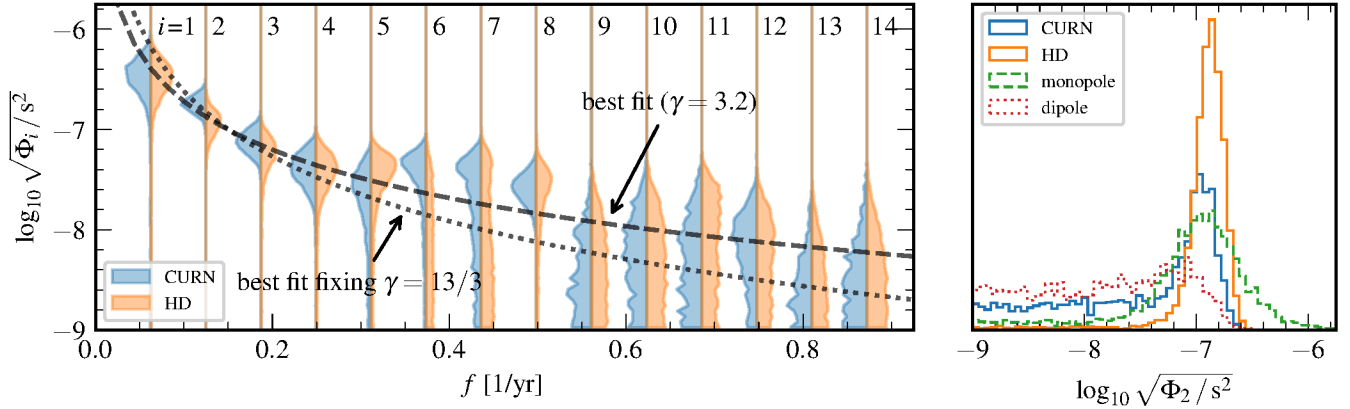 −6
−7
−8
−9
log₁₀ √Φᵢ / s²
i=1 2 3 4 5 6 7 8 9 10 11 12 13 14
best fit (γ = 3.2)
best fit fixing γ = 13/3
CURN
HD
0.0 0.2 0.4 0.6 0.8
f [1/yr]
CURN
HD
monopole
dipole
−9 −8 −7 −6
log₁₀ √Φ₂ / s²